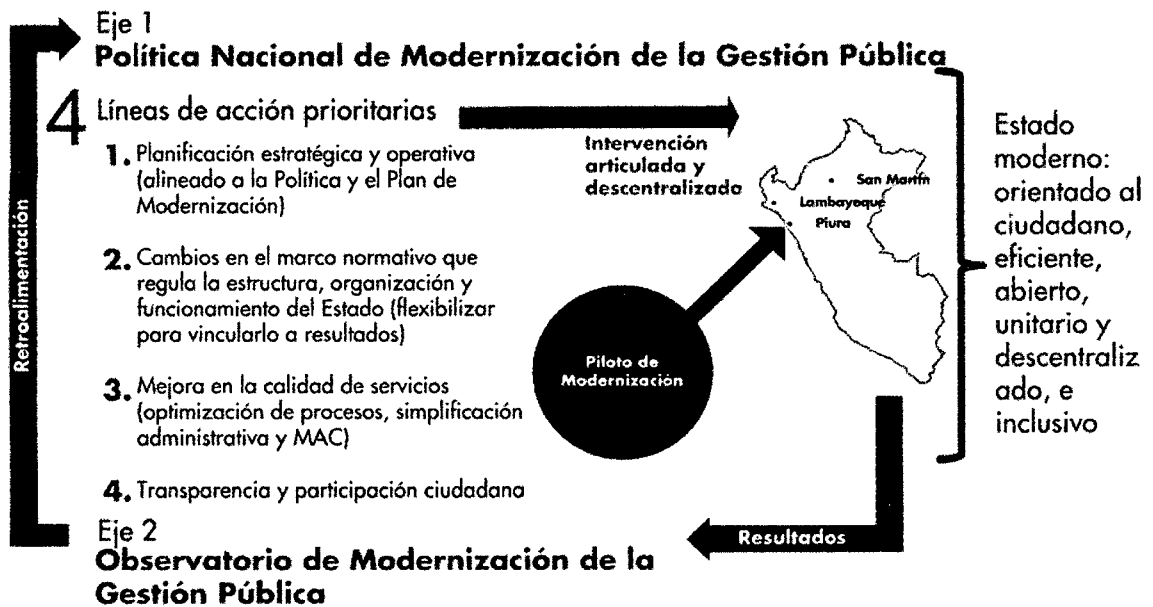 Eje 1
Política Nacional de Modernización de la Gestión Pública
4 Líneas de acción prioritarias
1. Planificación estratégica y operativa
(alineado a la Política y el Plan de
Modernización)
2. Cambios en el marco normativo que
regula la estructura, organización y
funcionamiento del Estado (flexibilizar
para vincularlo a resultados)
3. Mejora en la calidad de servicios
(optimización de procesos, simplificación
administrativa y MAC)
4. Transparencia y participación ciudadana
Eje 2
Observatorio de Modernización de la
Gestión Pública
Retroalimentación
Intervención
articulada y
descentralizada
San Martín
Lambayeque
Piura
Piloto de
Modernización
Resultados
Estado
moderno:
orientado al
ciudadano,
eficiente,
abierto,
unitario y
descentraliz
ado, e
inclusivo